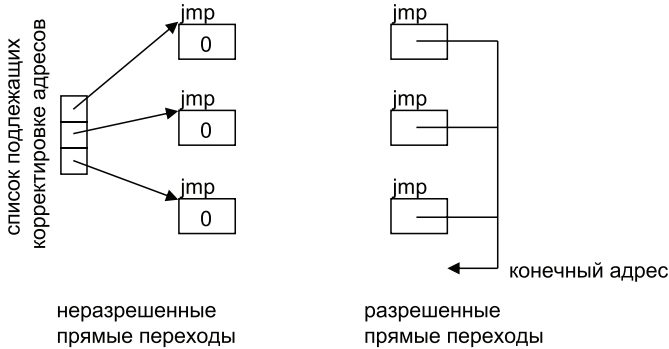 список подлежащих
корректировке адресов
jmp
0
jmp
0
jmp
0
неразрешенные
прямые переходы
jmp
jmp
jmp
конечный адрес
разрешенные
прямые переходы